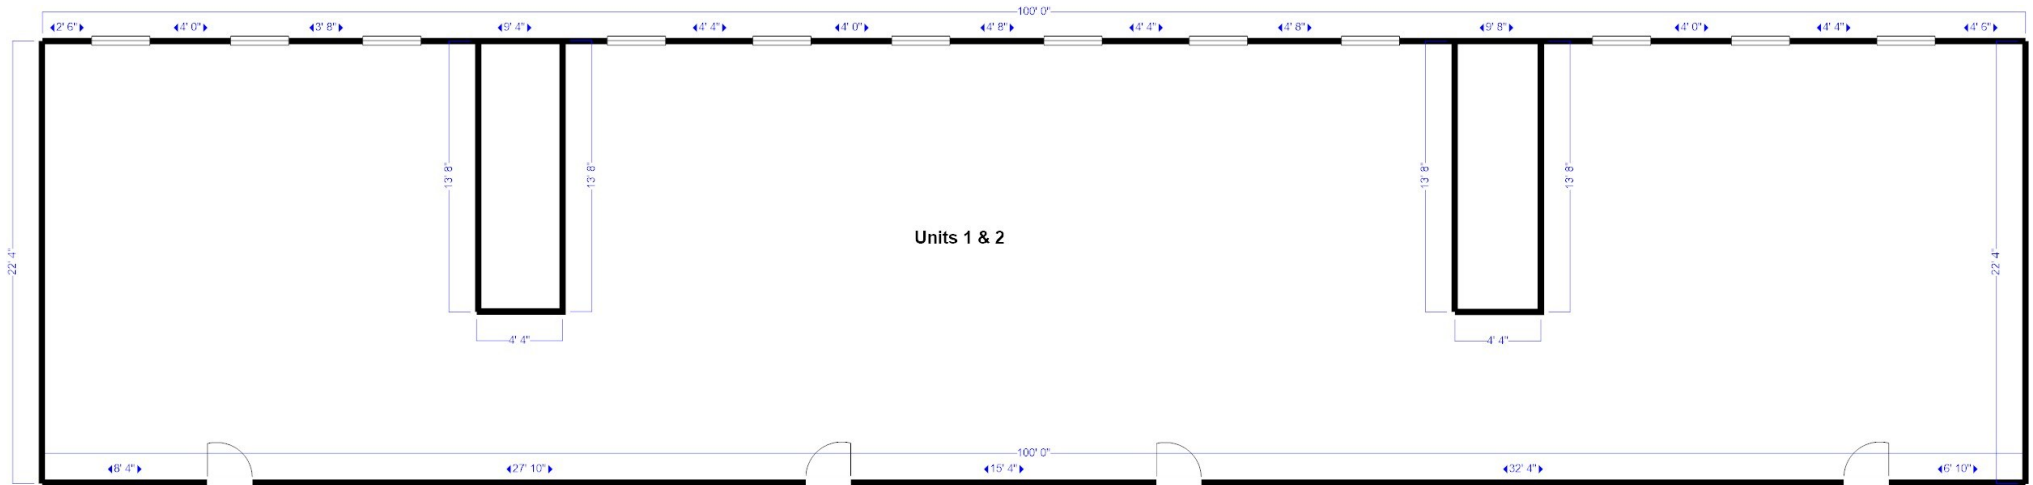 100' 0"
2' 6" 4' 0" 3' 8" 9' 4" 4' 4" 4' 0" 4' 8" 4' 4" 4' 8" 9' 8" 4' 0" 4' 4" 4' 6"
13' 8" 13' 8" 13' 8" 13' 8"
Units 1 & 2
22' 4" 22' 4"
4' 4" 4' 4"
100' 0"
8' 4" 27' 10" 15' 4" 32' 4" 6' 10"